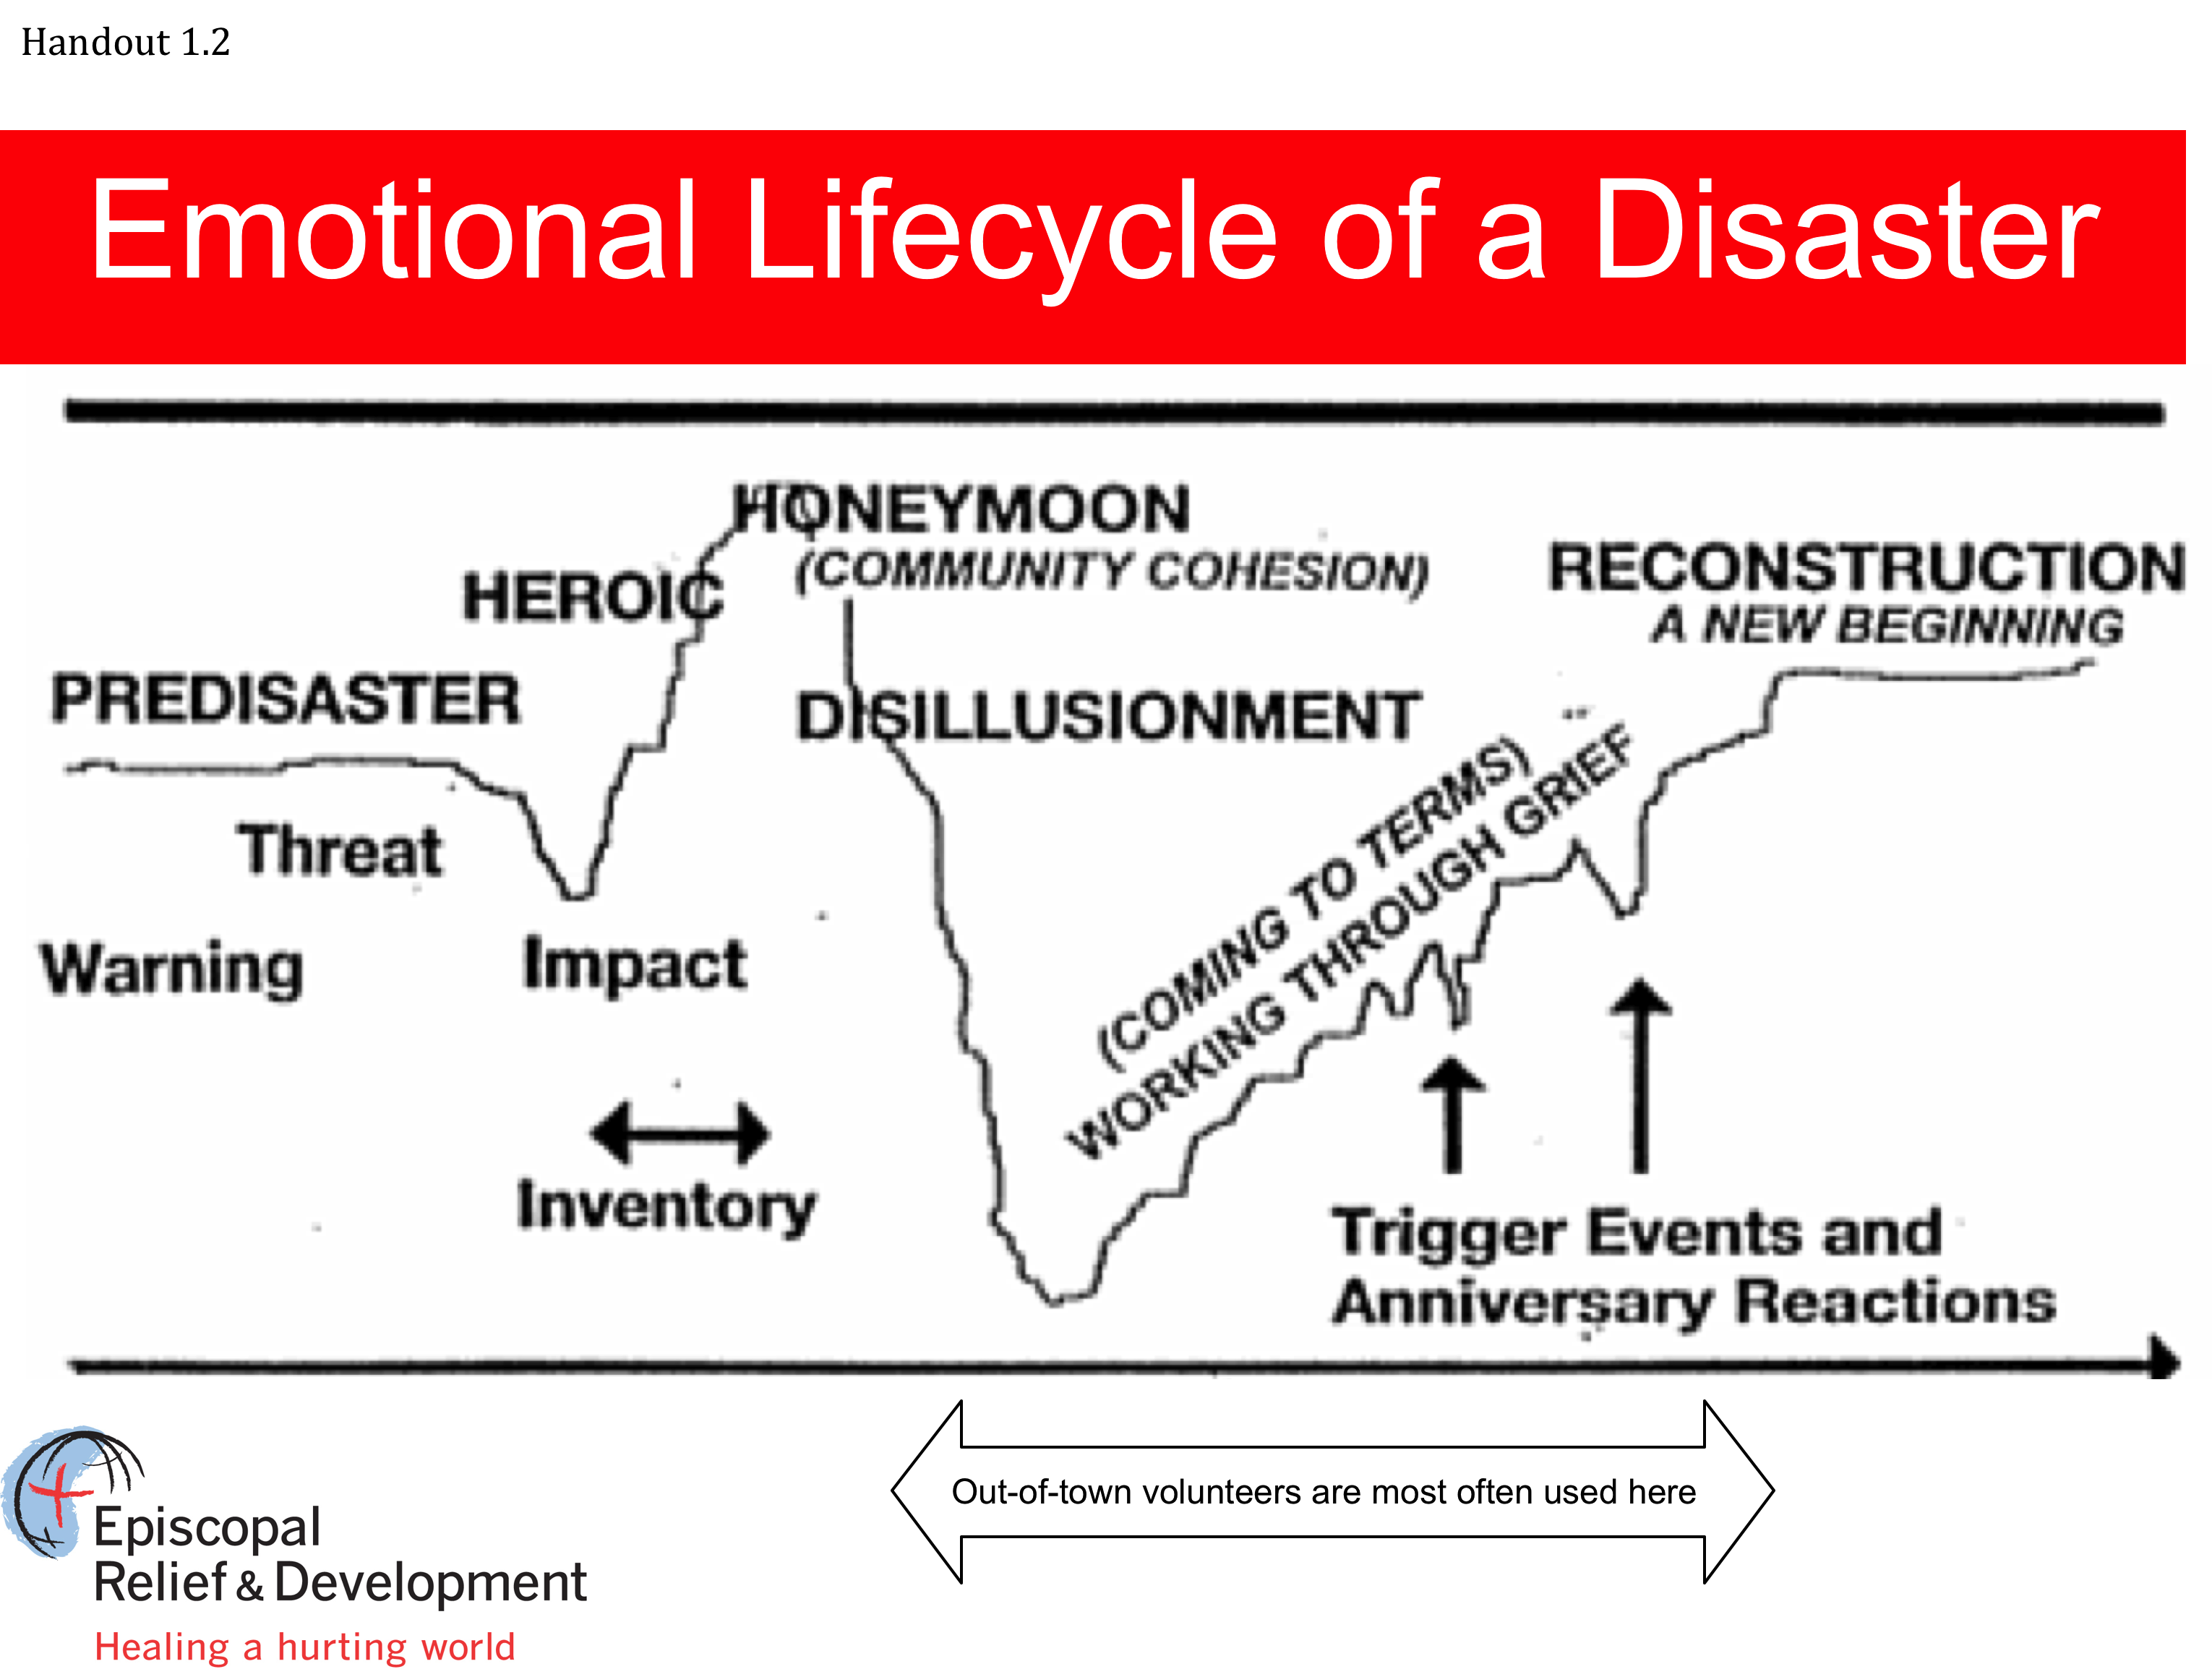 Handout 1.2
Emotional Lifecycle of a Disaster
HONEYMOON
(COMMUNITY COHESION)
HEROIC
RECONSTRUCTION
A NEW BEGINNING
PREDISASTER
DISILLUSIONMENT
Threat
(COMING TO TERMS)
WORKING THROUGH GRIEF
Warning
Impact
Inventory
Trigger Events and
Anniversary Reactions
Out-of-town volunteers are most often used here
Episcopal
Relief & Development
Healing a hurting world